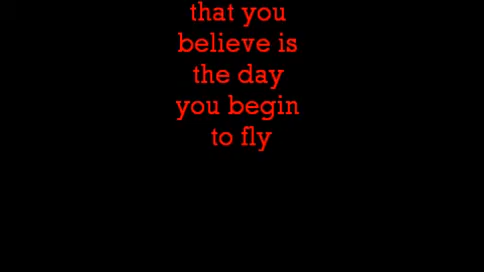 that you
believe is
the day
you begin
to fly